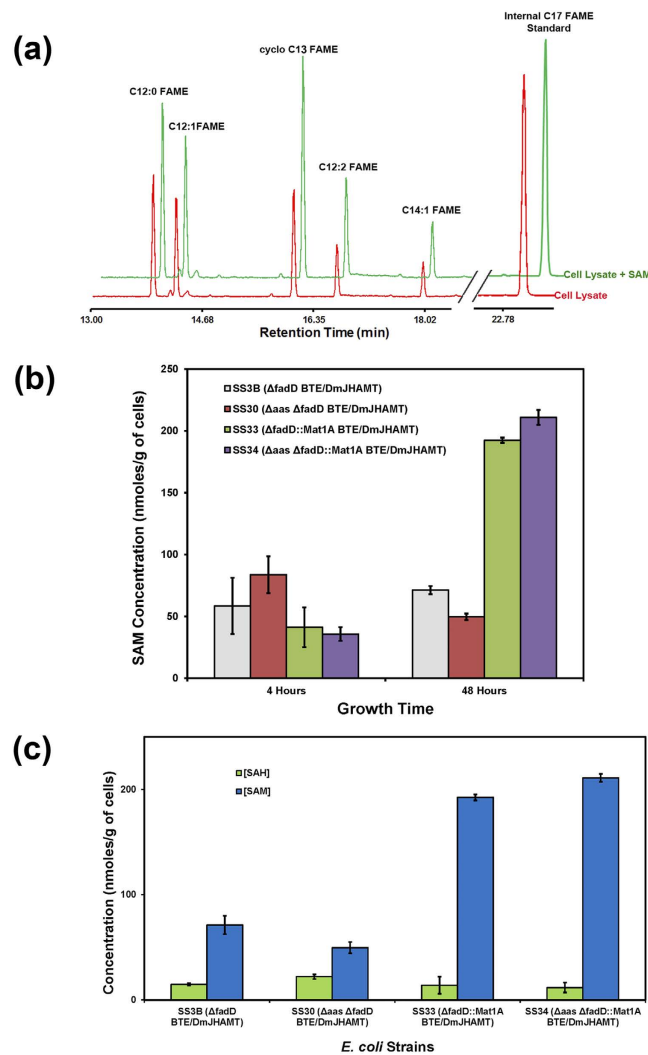 (a)
Internal C17 FAME
Standard
cyclo C13 FAME
C12:0 FAME
C12:1FAME
C12:2 FAME
C14:1 FAME
Cell Lysate + SAM
Cell Lysate
13.00 14.68 16.35 18.02 22.78
Retention Time (min)
(b)
250
200
150
100
50
0
SAM Concentration (nmoles/g of cells)
SS3B (ΔfadD BTE/DmJHAMT)
SS30 (Δaas ΔfadD BTE/DmJHAMT)
SS33 (ΔfadD::Mat1A BTE/DmJHAMT)
SS34 (Δaas ΔfadD::Mat1A BTE/DmJHAMT)
4 Hours 48 Hours
Growth Time
(c)
200
100
0
Concentration (nmoles/g of cells)
[SAH]
[SAM]
SS3B (ΔfadD
BTE/DmJHAMT)
SS30 (Δaas ΔfadD
BTE/DmJHAMT)
SS33 (ΔfadD::Mat1A
BTE/DmJHAMT)
SS34 (Δaas ΔfadD::Mat1A
BTE/DmJHAMT)
E. coli Strains